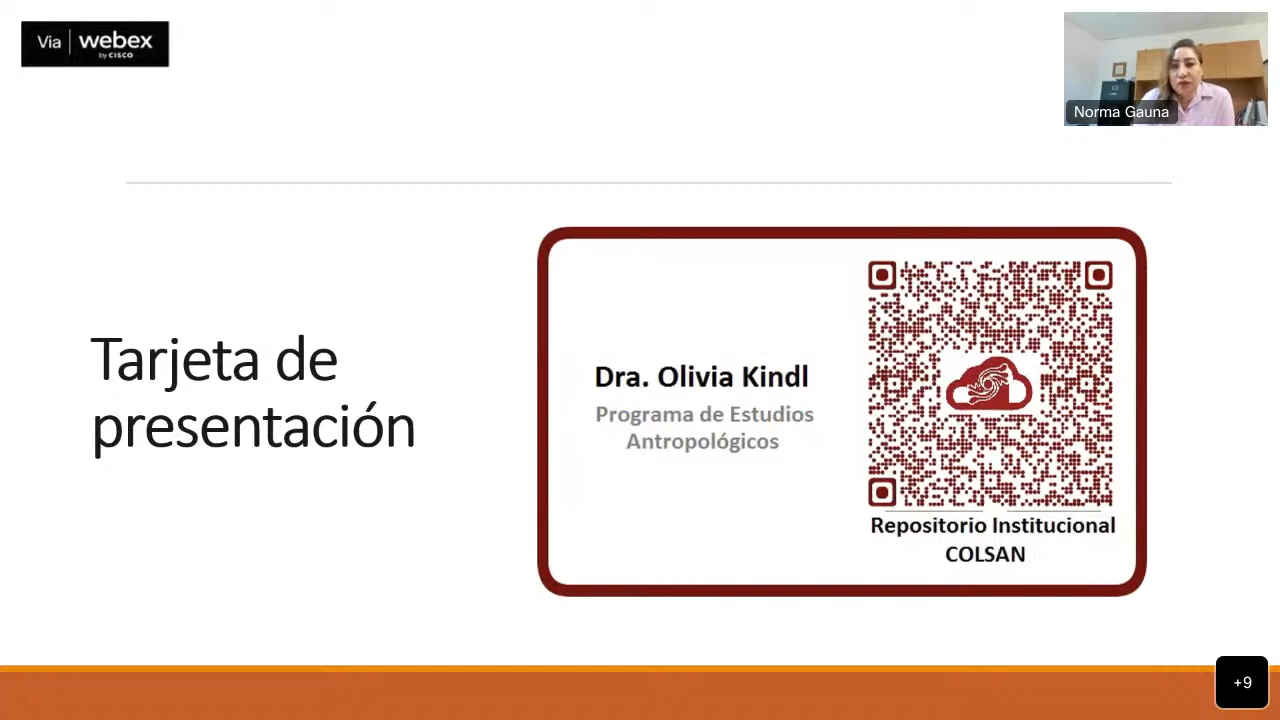 Via webex
by CISCO
Norma Gauna
Tarjeta de
presentación
Dra. Olivia Kindl
Programa de Estudios
Antropológicos
Repositorio Institucional
COLSAN
+9